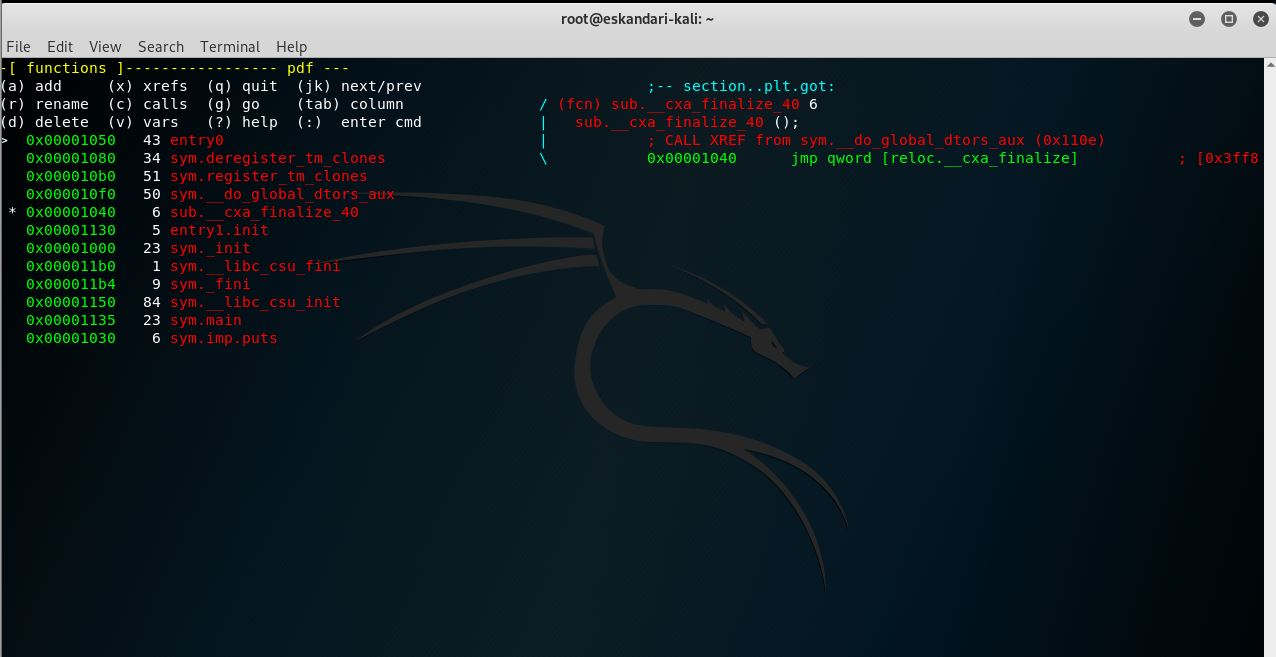 root@eskandari-kali: ~
File Edit View Search Terminal Help
-[ functions ]----------------- pdf ---
(a) add     (x) xrefs  (q) quit  (jk) next/prev                         ;-- section..plt.got:
(r) rename  (c) calls  (g) go    (tab) column               / (fcn) sub.__cxa_finalize_40 6
(d) delete  (v) vars   (?) help  (:)  enter cmd             |   sub.__cxa_finalize_40 ();
>  0x00001050   43 entry0                                   |           ; CALL XREF from sym.__do_global_dtors_aux (0x110e)
   0x00001080   34 sym.deregister_tm_clones                 \           0x00001040      jmp qword [reloc.__cxa_finalize]           ; [0x3ff8
   0x000010b0   51 sym.register_tm_clones
   0x000010f0   50 sym.__do_global_dtors_aux
 * 0x00001040    6 sub.__cxa_finalize_40
   0x00001130    5 entry1.init
   0x00001000   23 sym._init
   0x000011b0    1 sym.__libc_csu_fini
   0x000011b4    9 sym._fini
   0x00001150   84 sym.__libc_csu_init
   0x00001135   23 sym.main
   0x00001030    6 sym.imp.puts